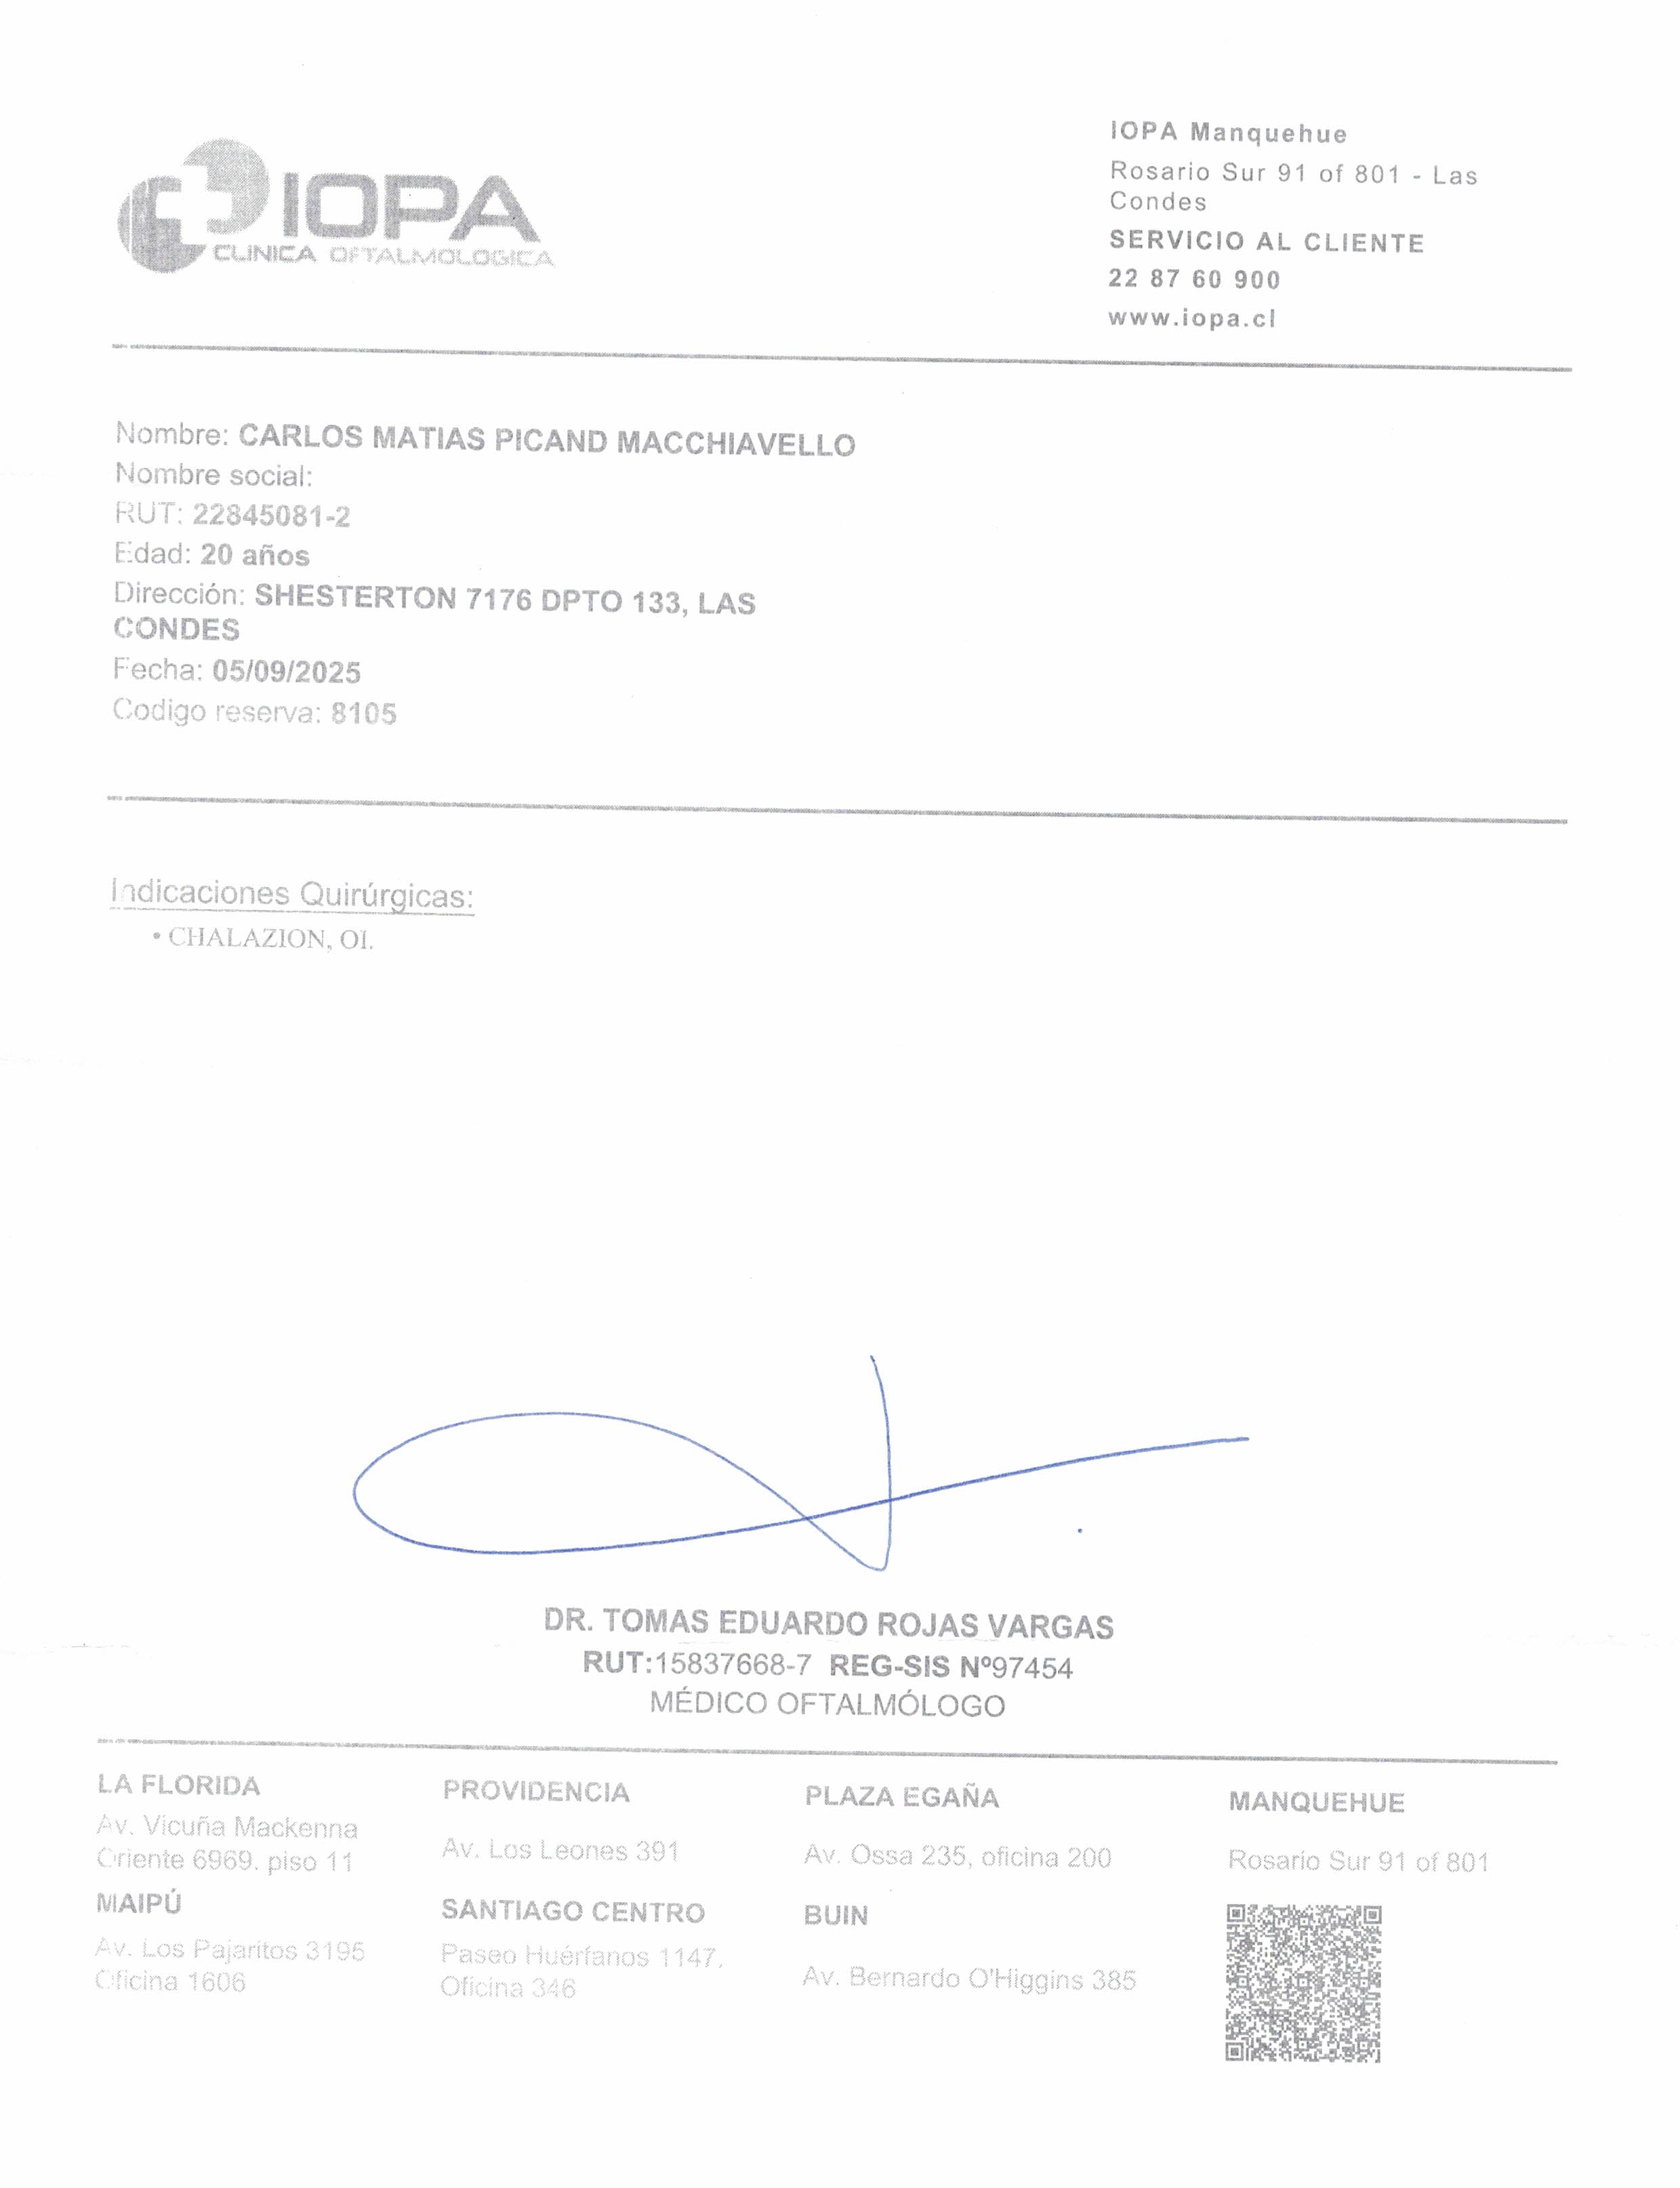 IOPA
CLINICA OFTALMOLOGICA
IOPA Manquehue
Rosario Sur 91 of 801 - Las
Condes
SERVICIO AL CLIENTE
22 87 60 900
www.iopa.cl
Nombre: CARLOS MATIAS PICAND MACCHIAVELLO
Nombre social:
RUT: 22845081-2
Edad: 20 años
Dirección: SHESTERTON 7176 DPTO 133, LAS
CONDES
Fecha: 05/09/2025
Codigo reserva: 8105
Indicaciones Quirúrgicas:
• CHALAZION, OI.
DR. TOMAS EDUARDO ROJAS VARGAS
RUT:15837668-7 REG-SIS Nº97454
MÉDICO OFTALMÓLOGO
LA FLORIDA
Av. Vicuña Mackenna
Oriente 6969. piso 11
PROVIDENCIA
Av. Los Leones 391
PLAZA EGAÑA
Av. Ossa 235, oficina 200
MANQUEHUE
Rosario Sur 91 of 801
MAIPÚ
Av. Los Pajaritos 3195
Oficina 1606
SANTIAGO CENTRO
Paseo Huérfanos 1147,
Oficina 346
BUIN
Av. Bernardo O'Higgins 385